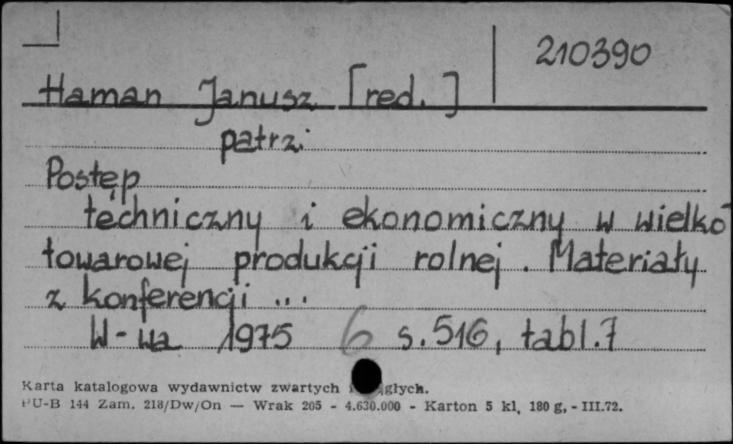 210390
Haman Janusz [red.]
patrz:
Postęp
techniczny i ekonomiczny w wielko
towarowej produkcji rolnej. Materiały
z konferencji ...
W-wa 1975 6 s. 516, tabl. 7
Karta katalogowa wydawnictw zwartych głych.
PU-B 144 Zam. 218/Dw/On — Wrak 205 - 4.630.000 - Karton 5 kl, 180 g, - III.72.